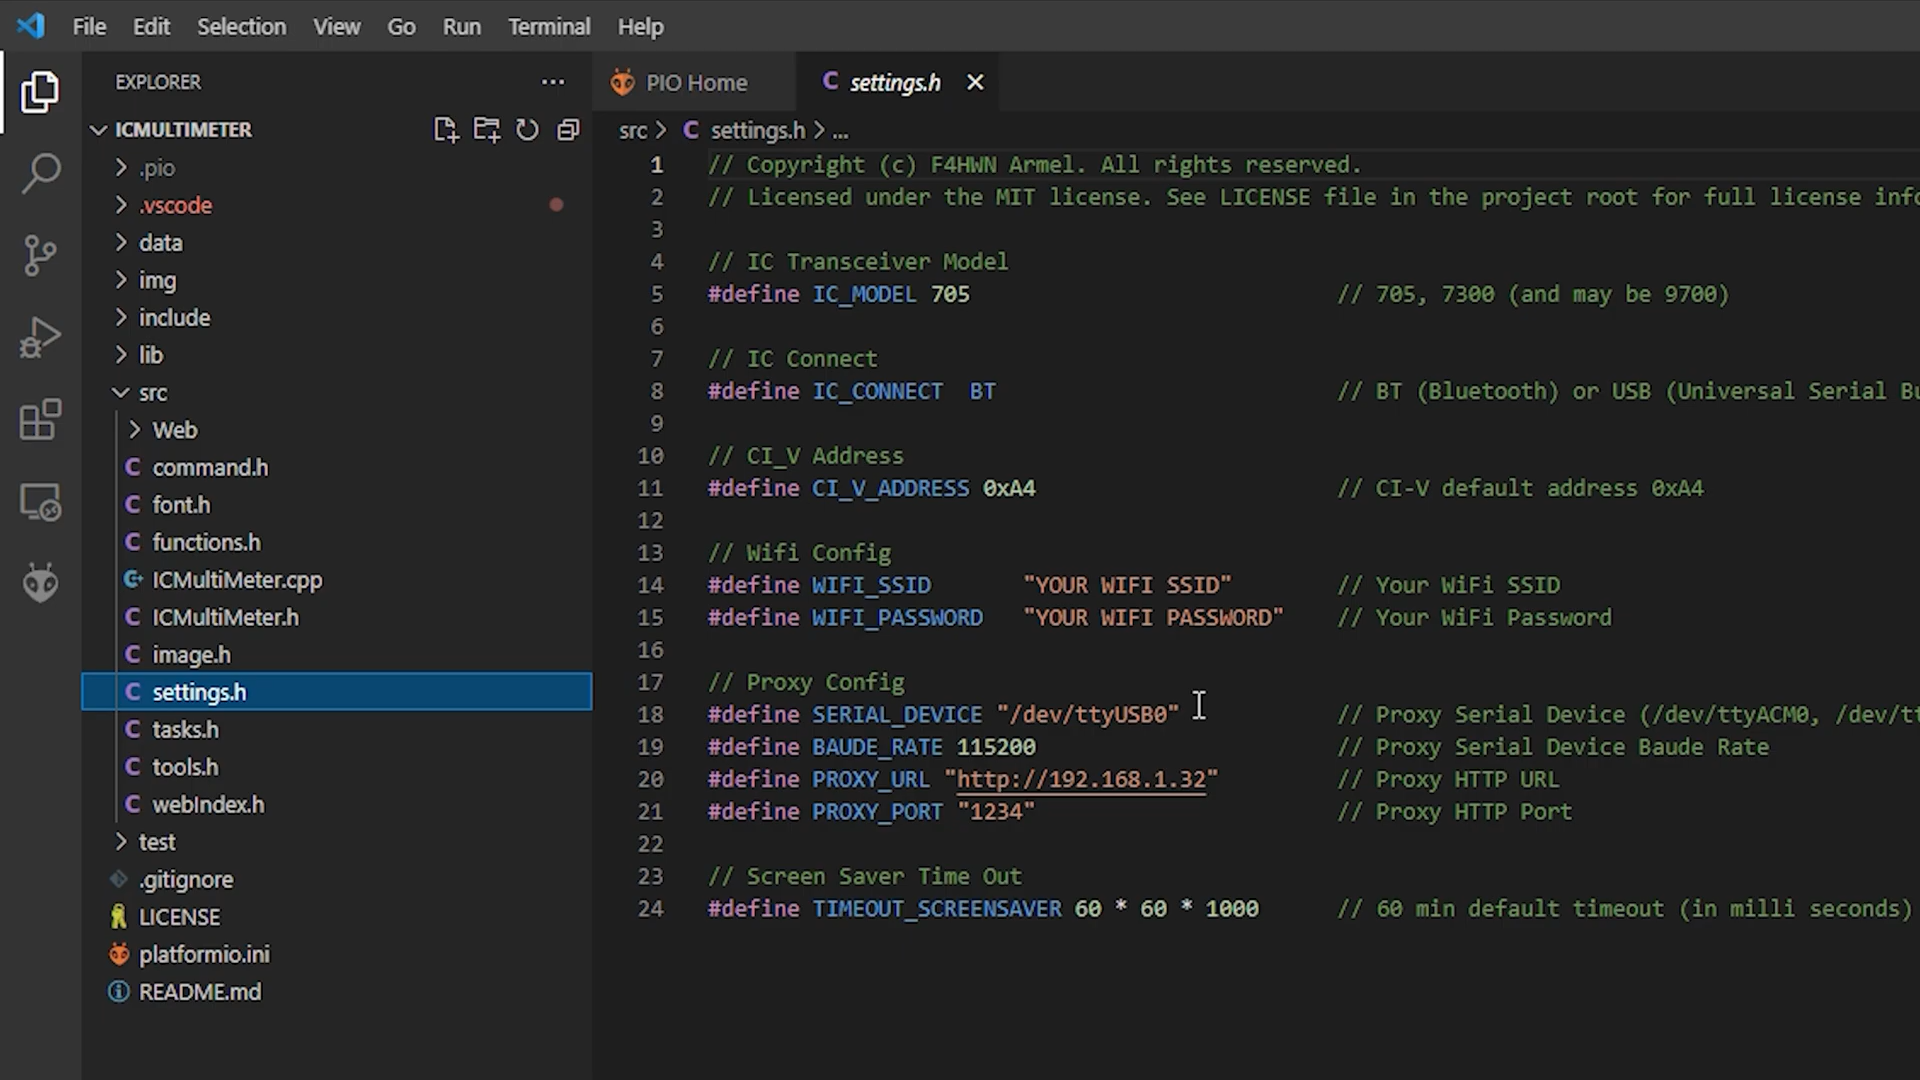 File Edit Selection View Go Run Terminal Help
EXPLORER ...
PIO Home
C settings.h
ICMULTIMETER
src > C settings.h > ...
.pio
.vscode
data
img
include
lib
src
Web
C command.h
C font.h
C functions.h
ICMultiMeter.cpp
C ICMultiMeter.h
C image.h
C settings.h
C tasks.h
C tools.h
C webIndex.h
test
.gitignore
LICENSE
platformio.ini
README.md
1 // Copyright (c) F4HWN Armel. All rights reserved.
2 // Licensed under the MIT license. See LICENSE file in the project root for full license info
3
4 // IC Transceiver Model
5 #define IC_MODEL 705 // 705, 7300 (and may be 9700)
6
7 // IC Connect
8 #define IC_CONNECT BT // BT (Bluetooth) or USB (Universal Serial Bu
9
10 // CI_V Address
11 #define CI_V_ADDRESS 0xA4 // CI-V default address 0xA4
12
13 // Wifi Config
14 #define WIFI_SSID "YOUR WIFI SSID" // Your WiFi SSID
15 #define WIFI_PASSWORD "YOUR WIFI PASSWORD" // Your WiFi Password
16
17 // Proxy Config
18 #define SERIAL_DEVICE "/dev/ttyUSB0" // Proxy Serial Device (/dev/ttyACM0, /dev/tt
19 #define BAUDE_RATE 115200 // Proxy Serial Device Baude Rate
20 #define PROXY_URL "http://192.168.1.32" // Proxy HTTP URL
21 #define PROXY_PORT "1234" // Proxy HTTP Port
22
23 // Screen Saver Time Out
24 #define TIMEOUT_SCREENSAVER 60 * 60 * 1000 // 60 min default timeout (in milli seconds)